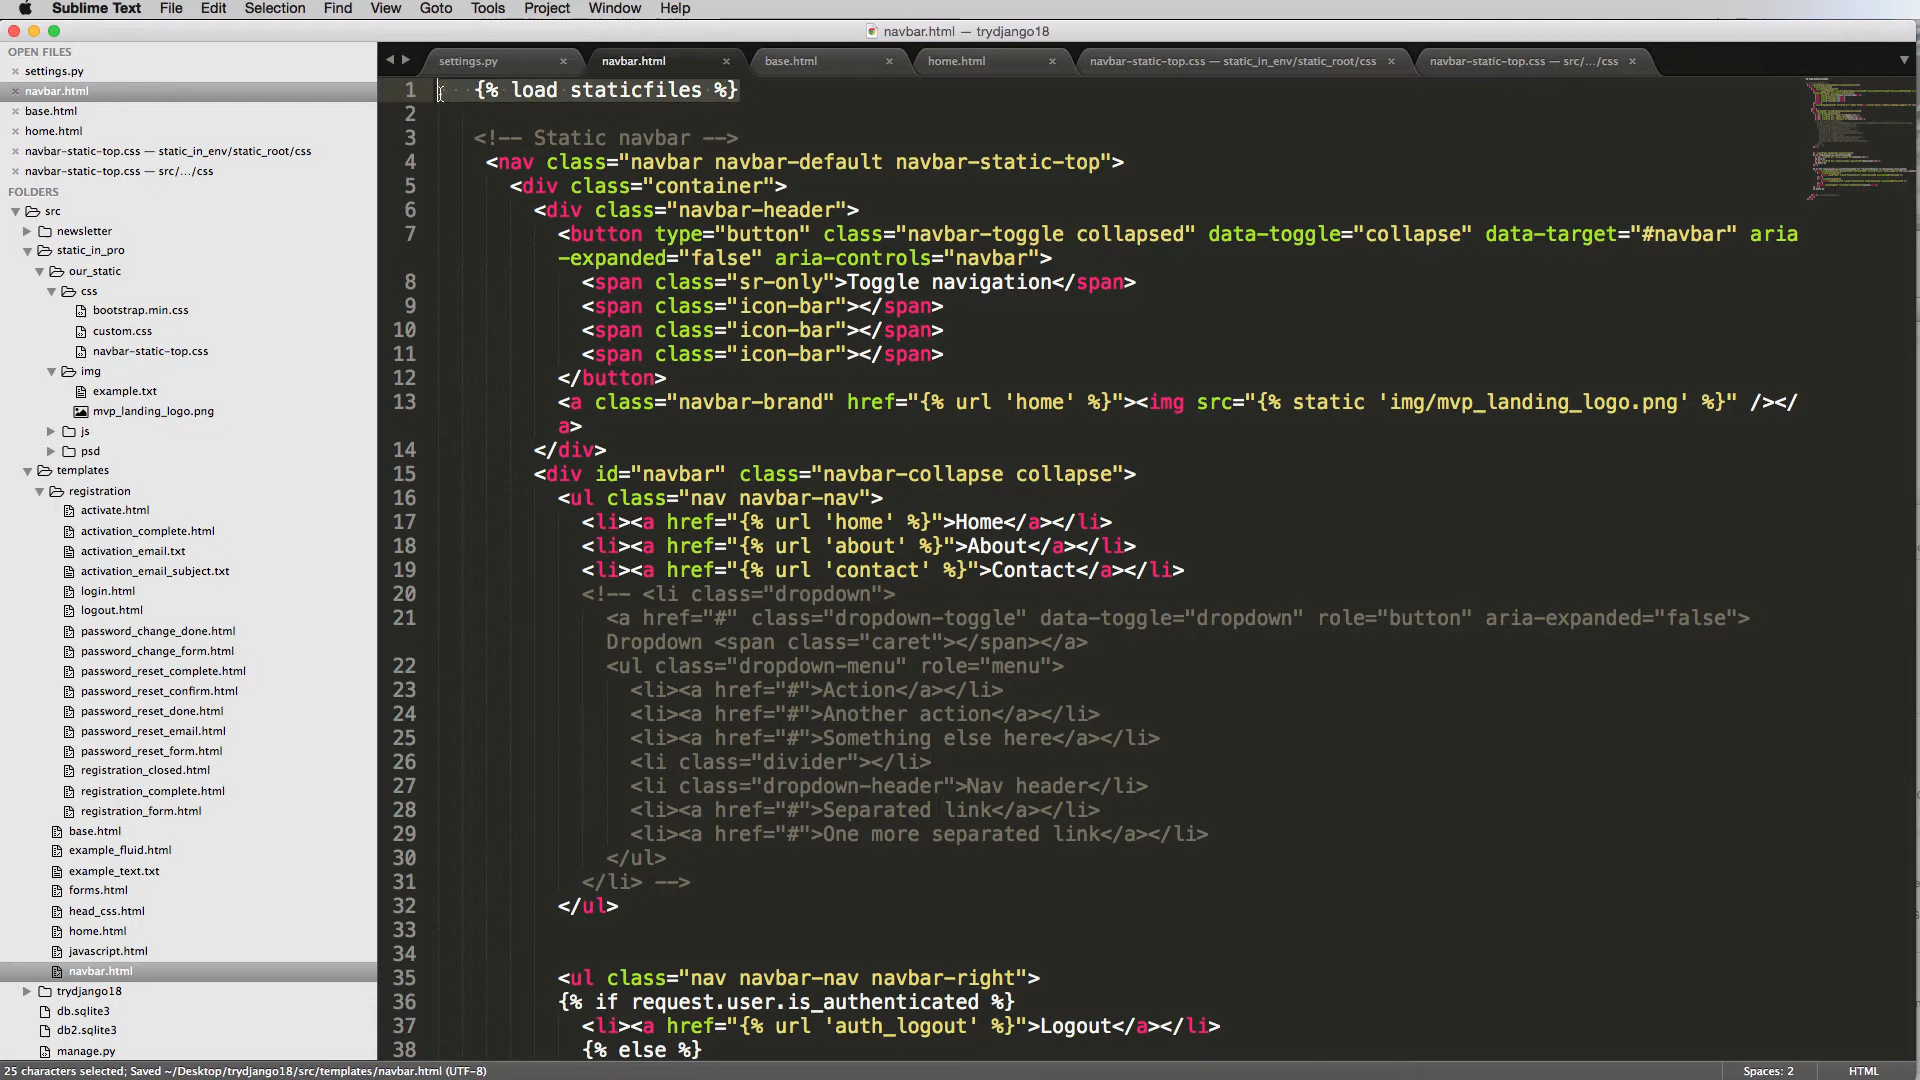 Sublime Text File Edit Selection Find View Goto Tools Project Window Help
navbar.html — trydjango18
OPEN FILES
settings.py
navbar.html
base.html
home.html
navbar-static-top.css — static_in_env/static_root/css
navbar-static-top.css — src/.../css
FOLDERS
src
newsletter
static_in_pro
our_static
css
bootstrap.min.css
custom.css
navbar-static-top.css
img
example.txt
mvp_landing_logo.png
js
psd
templates
registration
activate.html
activation_complete.html
activation_email.txt
activation_email_subject.txt
login.html
logout.html
password_change_done.html
password_change_form.html
password_reset_complete.html
password_reset_confirm.html
password_reset_done.html
password_reset_email.html
password_reset_form.html
registration_closed.html
registration_complete.html
registration_form.html
base.html
example_fluid.html
example_text.txt
forms.html
head_css.html
home.html
javascript.html
navbar.html
trydjango18
db.sqlite3
db2.sqlite3
manage.py
settings.py navbar.html base.html home.html navbar-static-top.css — static_in_env/static_root/css navbar-static-top.css — src/.../css
1 {% load staticfiles %}
2
3 <!-- Static navbar -->
4 <nav class="navbar navbar-default navbar-static-top">
5 <div class="container">
6 <div class="navbar-header">
7 <button type="button" class="navbar-toggle collapsed" data-toggle="collapse" data-target="#navbar" aria
-expanded="false" aria-controls="navbar">
8 <span class="sr-only">Toggle navigation</span>
9 <span class="icon-bar"></span>
10 <span class="icon-bar"></span>
11 <span class="icon-bar"></span>
12 </button>
13 <a class="navbar-brand" href="{% url 'home' %}"><img src="{% static 'img/mvp_landing_logo.png' %}" /></
a>
14 </div>
15 <div id="navbar" class="navbar-collapse collapse">
16 <ul class="nav navbar-nav">
17 <li><a href="{% url 'home' %}">Home</a></li>
18 <li><a href="{% url 'about' %}">About</a></li>
19 <li><a href="{% url 'contact' %}">Contact</a></li>
20 <!-- <li class="dropdown">
21 <a href="#" class="dropdown-toggle" data-toggle="dropdown" role="button" aria-expanded="false">
Dropdown <span class="caret"></span></a>
22 <ul class="dropdown-menu" role="menu">
23 <li><a href="#">Action</a></li>
24 <li><a href="#">Another action</a></li>
25 <li><a href="#">Something else here</a></li>
26 <li class="divider"></li>
27 <li class="dropdown-header">Nav header</li>
28 <li><a href="#">Separated link</a></li>
29 <li><a href="#">One more separated link</a></li>
30 </ul>
31 </li> -->
32 </ul>
33
34
35 <ul class="nav navbar-nav navbar-right">
36 {% if request.user.is_authenticated %}
37 <li><a href="{% url 'auth_logout' %}">Logout</a></li>
38 {% else %}
25 characters selected; Saved ~/Desktop/trydjango18/src/templates/navbar.html (UTF-8) Spaces: 2 HTML